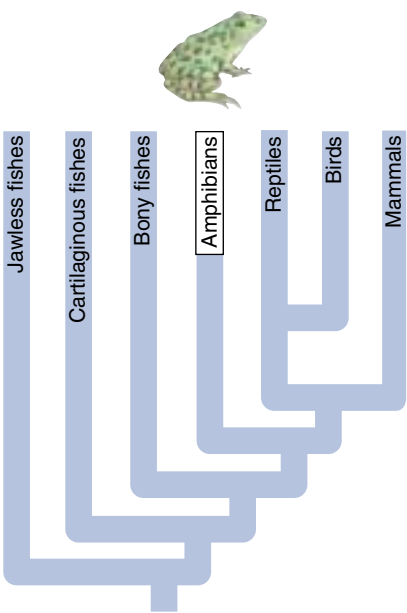 Jawless fishes
Cartilaginous fishes
Bony fishes
Amphibians
Reptiles
Birds
Mammals